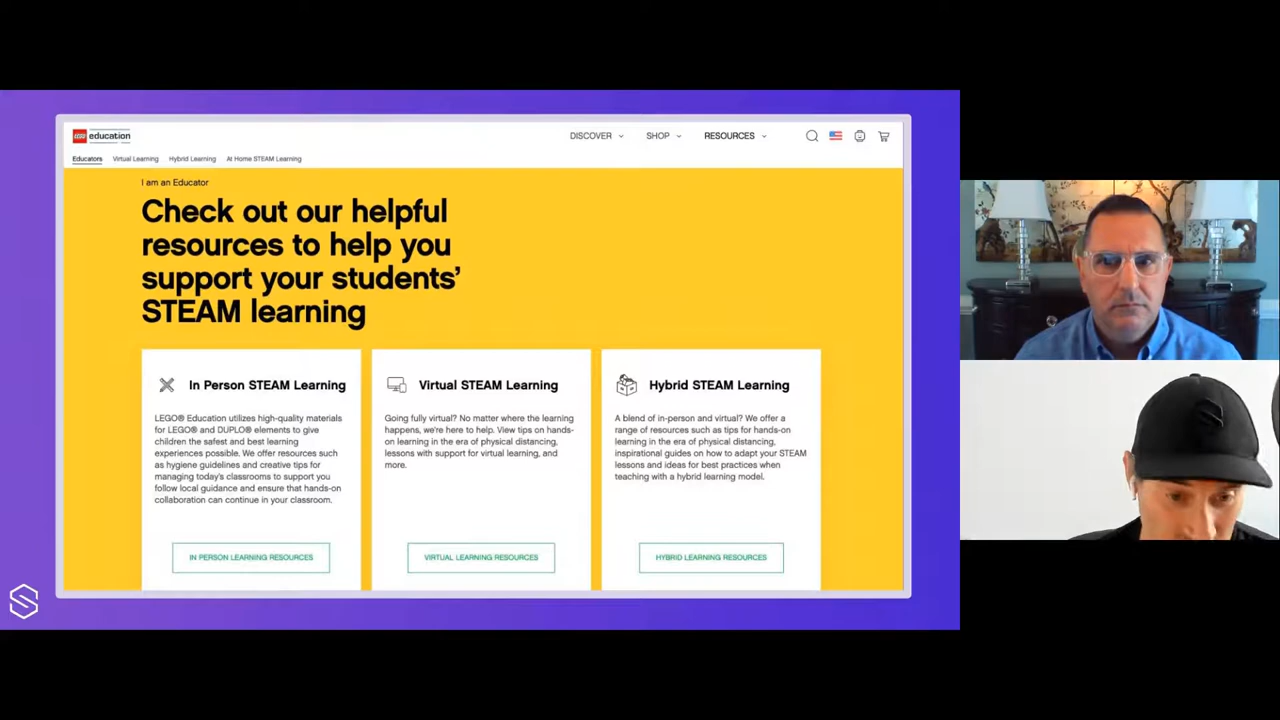 LEGO education
DISCOVER
SHOP
RESOURCES
Educators
Virtual Learning
Hybrid Learning
At Home STEAM Learning
I am an Educator
Check out our helpful
resources to help you
support your students’
STEAM learning
In Person STEAM Learning
LEGO® Education utilizes high-quality materials
for LEGO® and DUPLO® elements to give
children the safest and best learning
experiences possible. We offer resources such
as hygiene guidelines and creative tips for
managing today's classrooms to support you
follow local guidance and ensure that hands-on
collaboration can continue in your classroom.
IN PERSON LEARNING RESOURCES
Virtual STEAM Learning
Going fully virtual? No matter where the learning
happens, we're here to help. View tips on hands-
on learning in the era of physical distancing,
lessons with support for virtual learning, and
more.
VIRTUAL LEARNING RESOURCES
Hybrid STEAM Learning
A blend of in-person and virtual? We offer a
range of resources such as tips for hands-on
learning in the era of physical distancing,
inspirational guides on how to adapt your STEAM
lessons and ideas for best practices when
teaching with a hybrid learning model.
HYBRID LEARNING RESOURCES